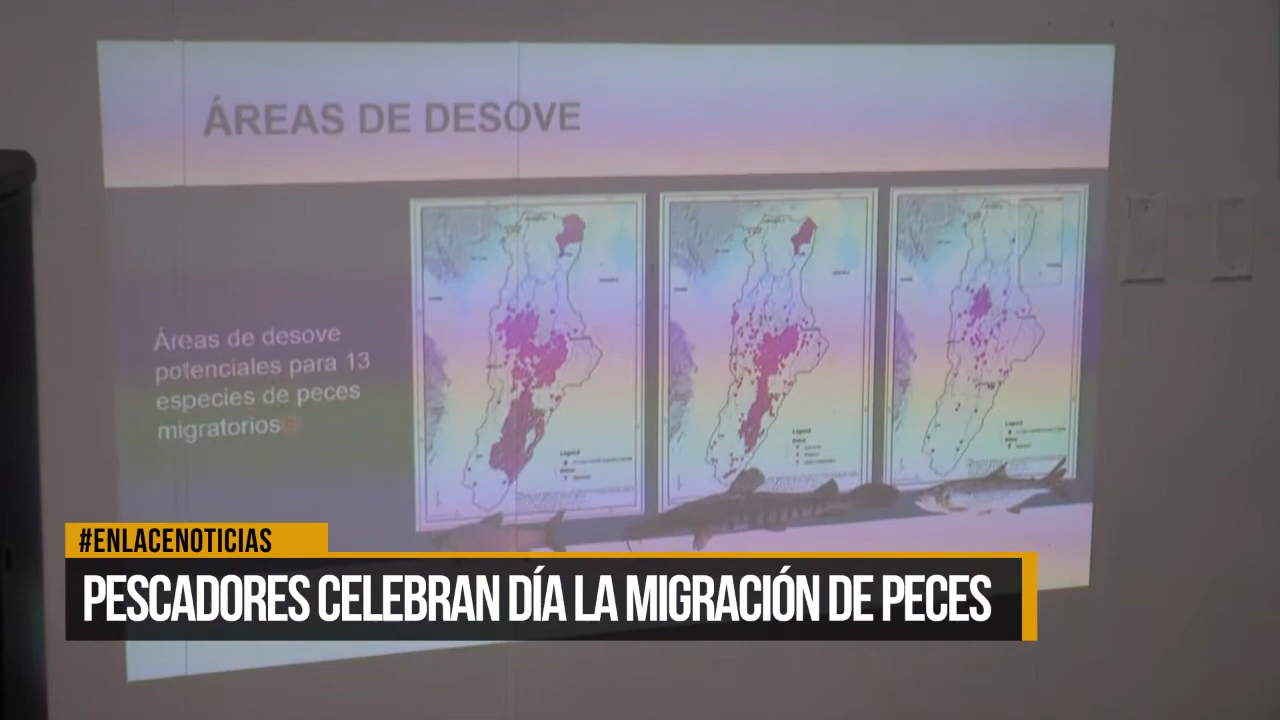 ÁREAS DE DESOVE
Áreas de desove
potenciales para 13
especies de peces
migratorios
#ENLACENOTICIAS
PESCADORES CELEBRAN DÍA LA MIGRACIÓN DE PECES